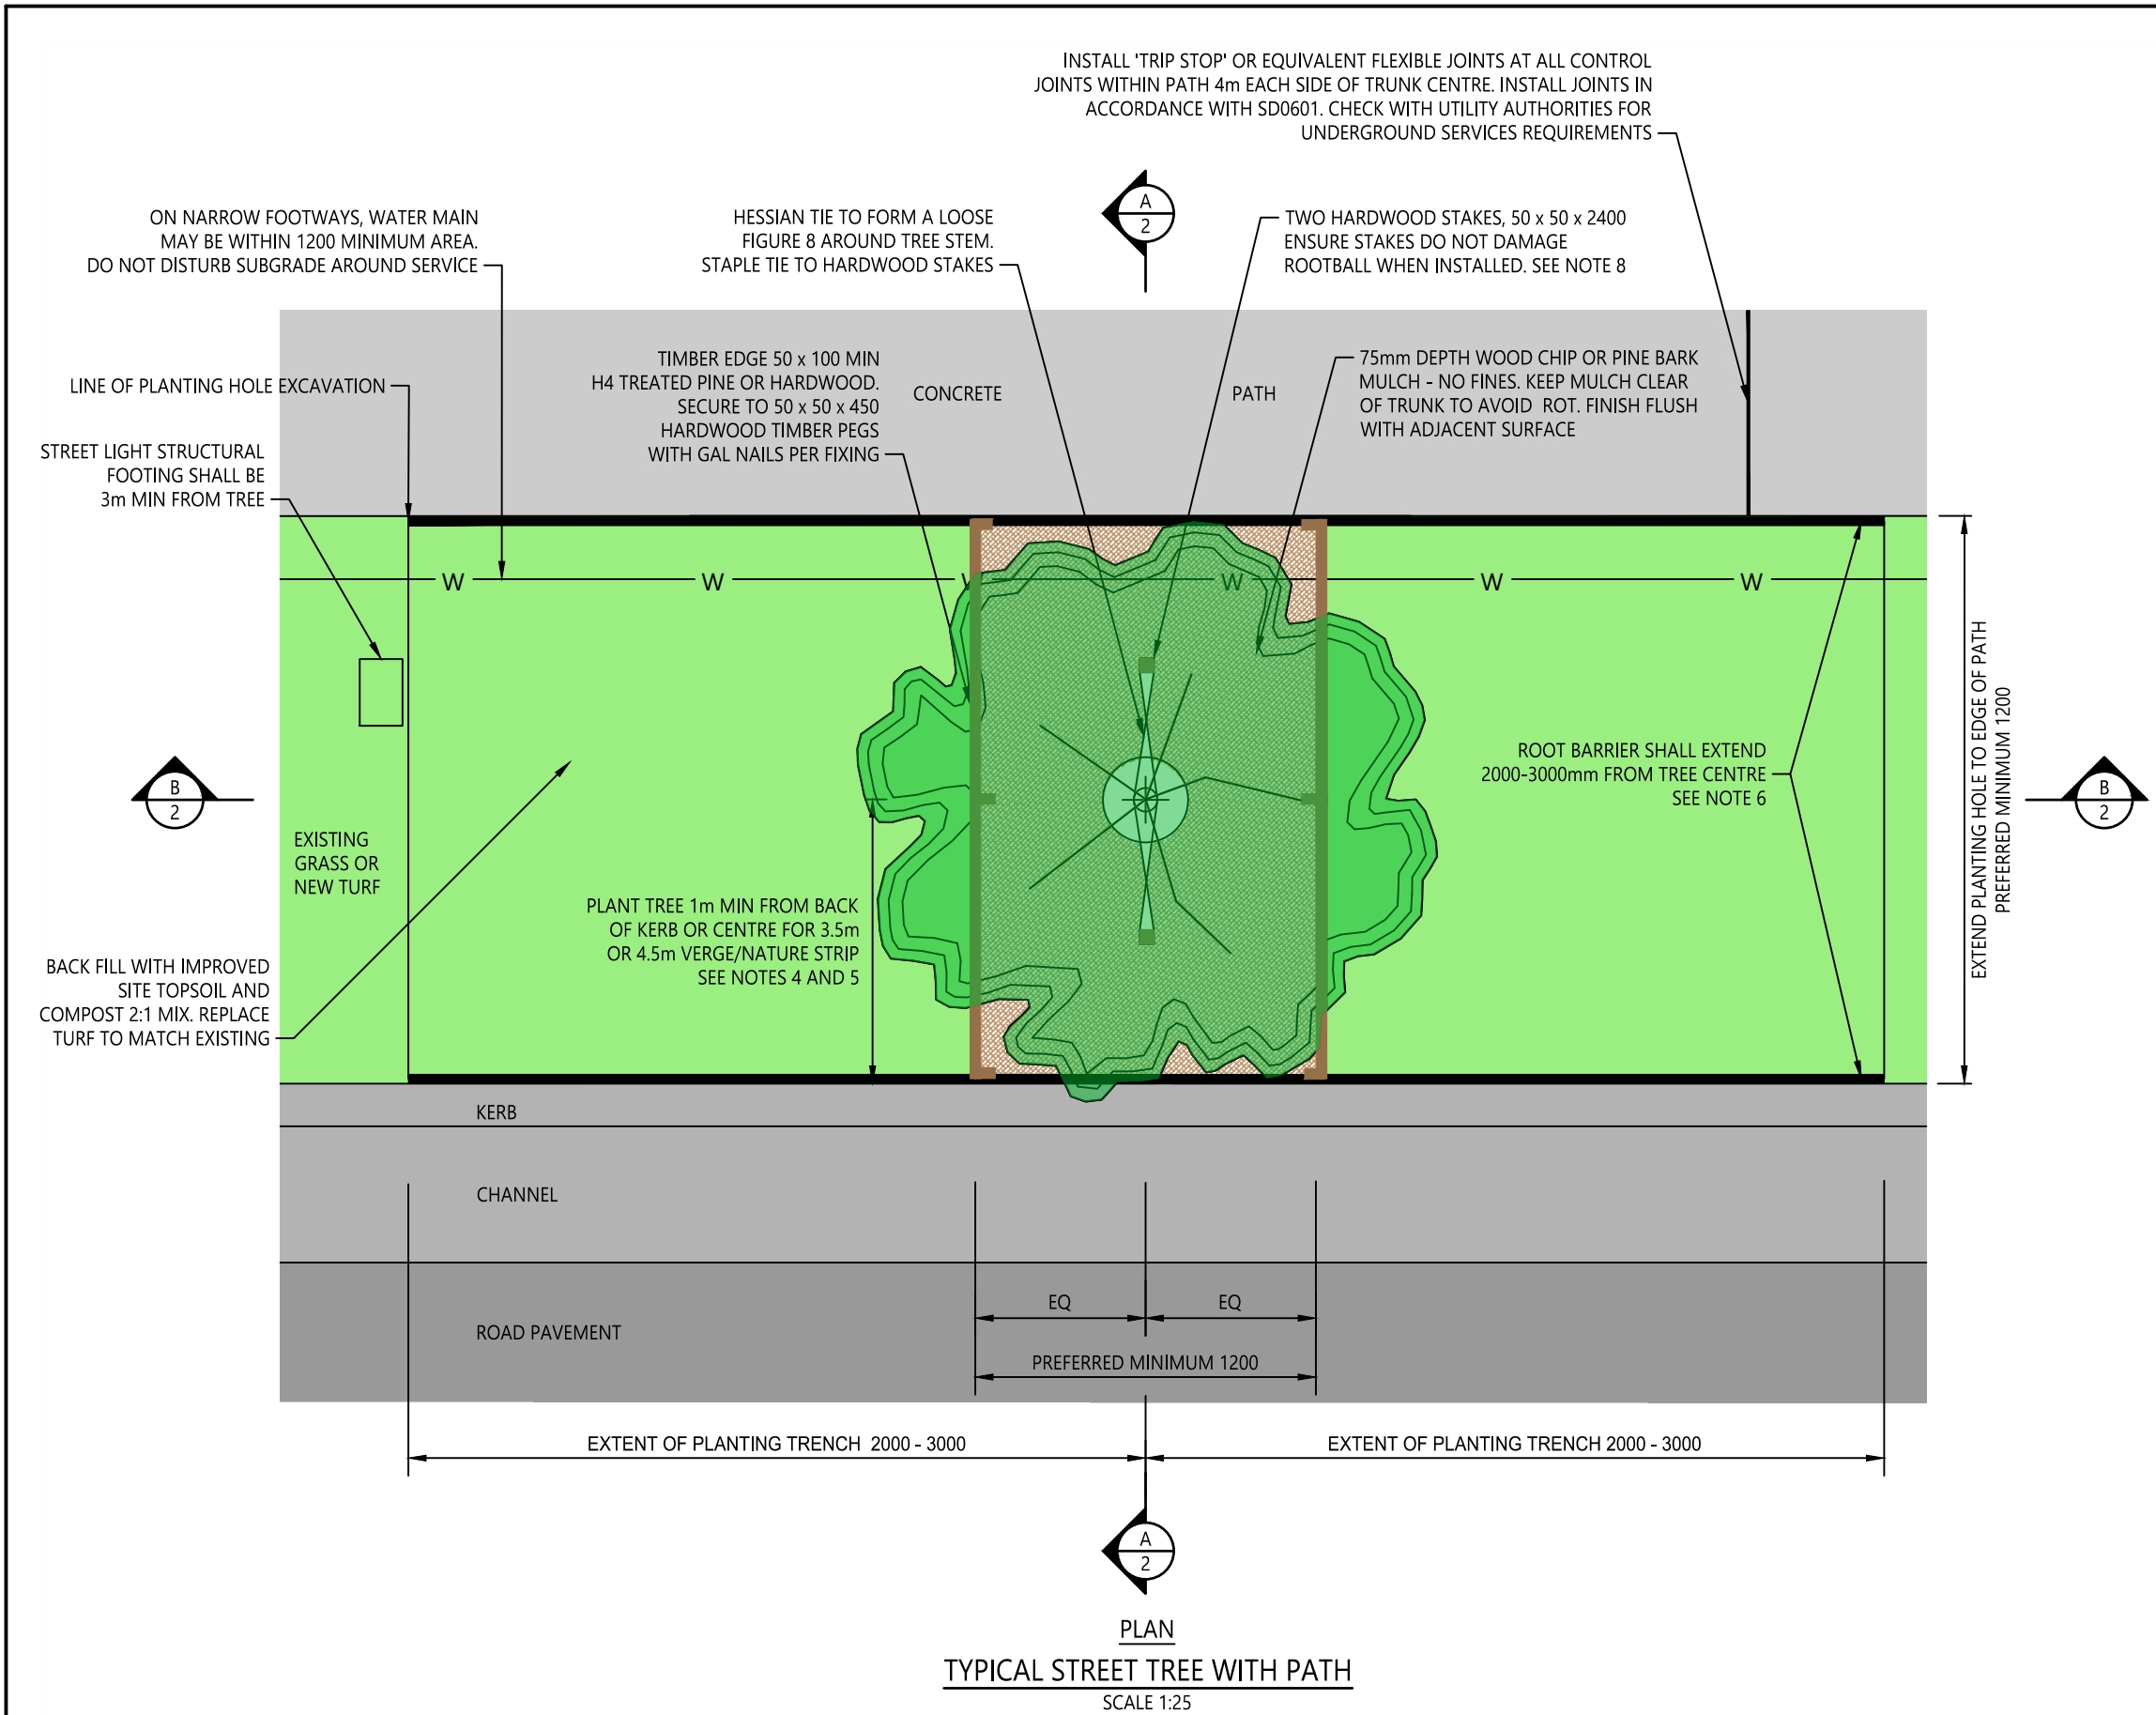 INSTALL 'TRIP STOP' OR EQUIVALENT FLEXIBLE JOINTS AT ALL CONTROL
JOINTS WITHIN PATH 4m EACH SIDE OF TRUNK CENTRE. INSTALL JOINTS IN
ACCORDANCE WITH SD0601. CHECK WITH UTILITY AUTHORITIES FOR
UNDERGROUND SERVICES REQUIREMENTS
A
2
ON NARROW FOOTWAYS, WATER MAIN
MAY BE WITHIN 1200 MINIMUM AREA.
DO NOT DISTURB SUBGRADE AROUND SERVICE
HESSIAN TIE TO FORM A LOOSE
FIGURE 8 AROUND TREE STEM.
STAPLE TIE TO HARDWOOD STAKES
TWO HARDWOOD STAKES, 50 x 50 x 2400
ENSURE STAKES DO NOT DAMAGE
ROOTBALL WHEN INSTALLED. SEE NOTE 8
LINE OF PLANTING HOLE EXCAVATION
TIMBER EDGE 50 x 100 MIN
H4 TREATED PINE OR HARDWOOD.
SECURE TO 50 x 50 x 450
HARDWOOD TIMBER PEGS
WITH GAL NAILS PER FIXING
CONCRETE
PATH
75mm DEPTH WOOD CHIP OR PINE BARK
MULCH - NO FINES. KEEP MULCH CLEAR
OF TRUNK TO AVOID ROT. FINISH FLUSH
WITH ADJACENT SURFACE
STREET LIGHT STRUCTURAL
FOOTING SHALL BE
3m MIN FROM TREE
W W W W W W
EXTEND PLANTING HOLE TO EDGE OF PATH
PREFERRED MINIMUM 1200
ROOT BARRIER SHALL EXTEND
2000-3000mm FROM TREE CENTRE
SEE NOTE 6
B
2
B
2
EXISTING
GRASS OR
NEW TURF
PLANT TREE 1m MIN FROM BACK
OF KERB OR CENTRE FOR 3.5m
OR 4.5m VERGE/NATURE STRIP
SEE NOTES 4 AND 5
BACK FILL WITH IMPROVED
SITE TOPSOIL AND
COMPOST 2:1 MIX. REPLACE
TURF TO MATCH EXISTING
KERB
CHANNEL
ROAD PAVEMENT
EQ EQ
PREFERRED MINIMUM 1200
EXTENT OF PLANTING TRENCH 2000 - 3000
EXTENT OF PLANTING TRENCH 2000 - 3000
A
2
PLAN
TYPICAL STREET TREE WITH PATH
SCALE 1:25